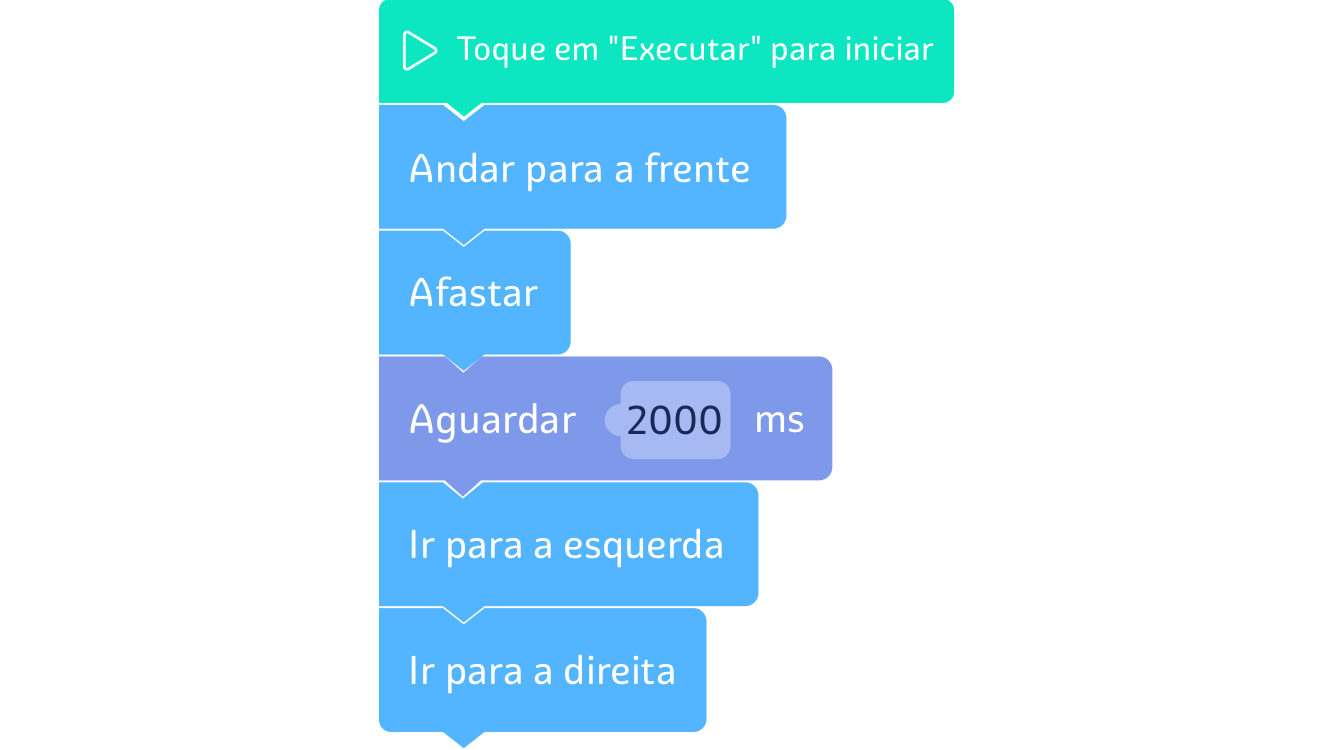 Toque em "Executar" para iniciar
Andar para a frente
Afastar
Aguardar 2000 ms
Ir para a esquerda
Ir para a direita